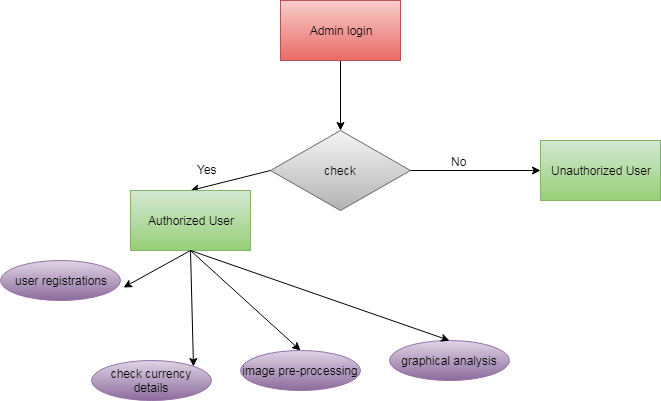 Admin login
check
Yes
No
Unauthorized User
Authorized User
user registrations
check currency
details
image pre-processing
graphical analysis